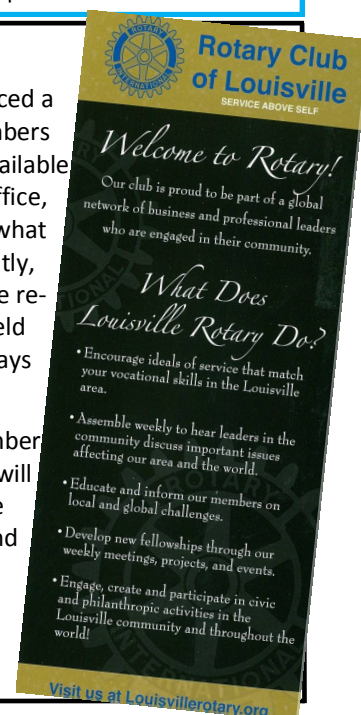 ced a
mbers
ailable
ffice,
what
tly,
e re-
eld
ays
mber
will
e
nd
ROTARY
INTERNATIONAL
Rotary Club
of Louisville
SERVICE ABOVE SELF
Welcome to Rotary!
Our club is proud to be part of a global
network of business and professional leaders
who are engaged in their community.
What Does
Louisville Rotary Do?
• Encourage ideals of service that match
your vocational skills in the Louisville
area.
• Assemble weekly to hear leaders in the
community discuss important issues
affecting our area and the world.
• Educate and inform our members on
local and global challenges.
• Develop new fellowships through our
weekly meetings, projects, and events.
• Engage, create and participate in civic
and philanthropic activities in the
Louisville community and throughout the
world!
Visit us at Louisvillerotary.org